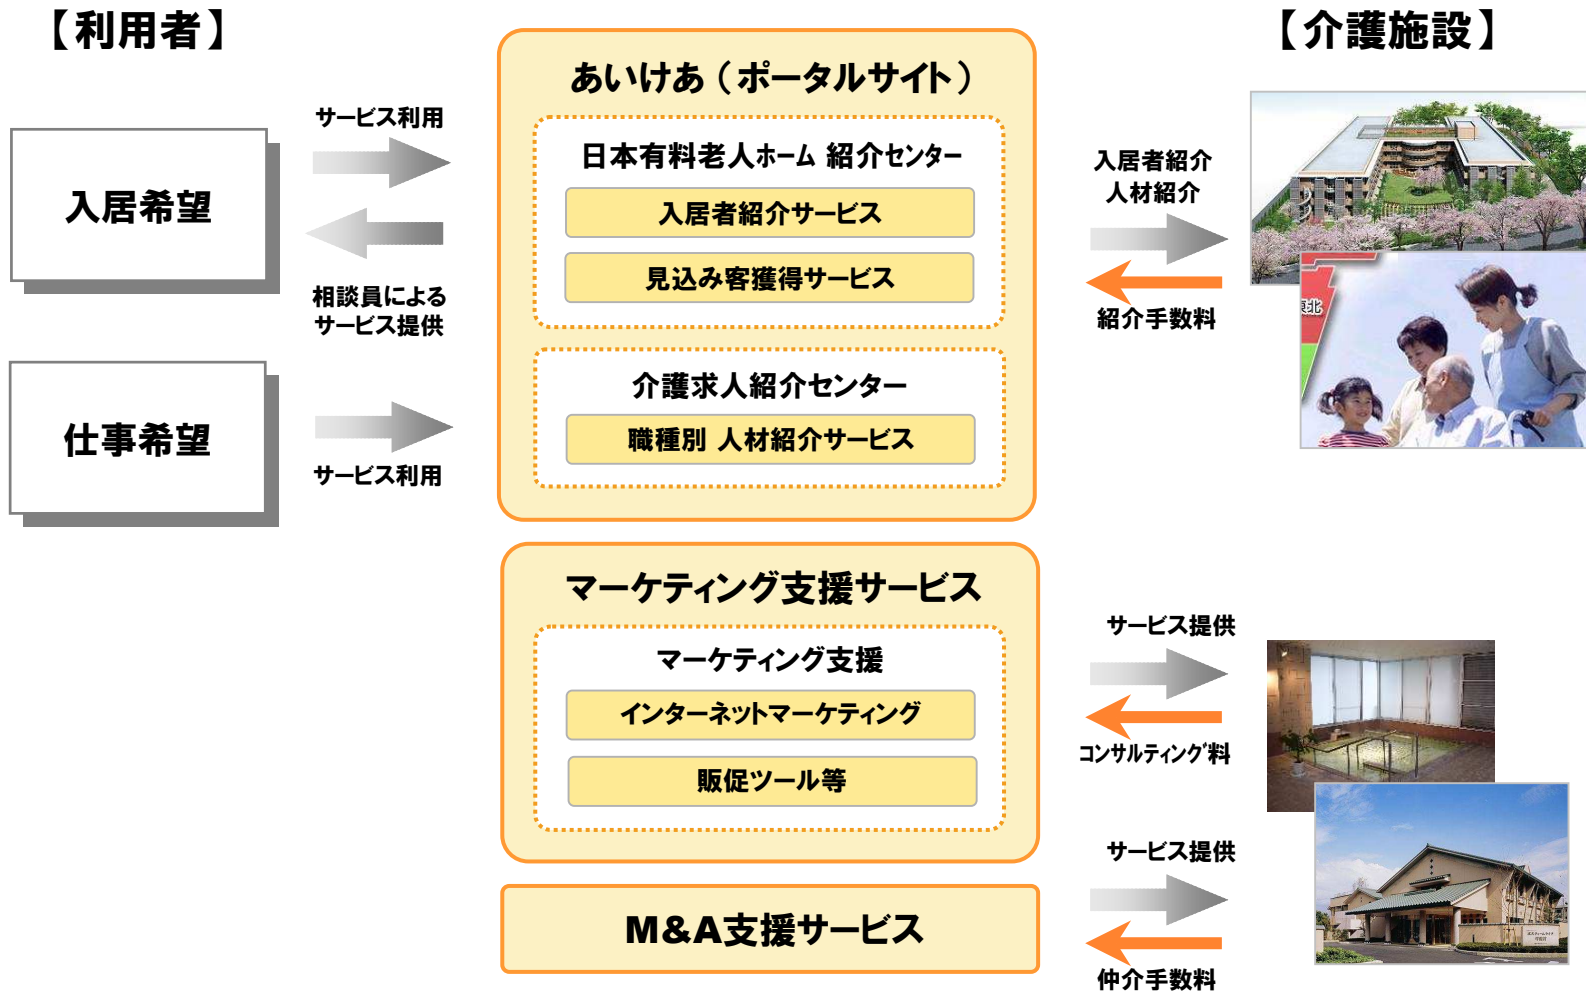 【利用者】
【介護施設】
あいけあ（ポータルサイト）
サービス利用
日本有料老人ホーム 紹介センター
入居者紹介
人材紹介
入居希望
入居者紹介サービス
見込み客獲得サービス
相談員による
サービス提供
紹介手数料
東北
介護求人紹介センター
仕事希望
職種別 人材紹介サービス
サービス利用
マーケティング支援サービス
サービス提供
マーケティング支援
インターネットマーケティング
コンサルティング料
販促ツール等
サービス提供
M&A支援サービス
仲介手数料